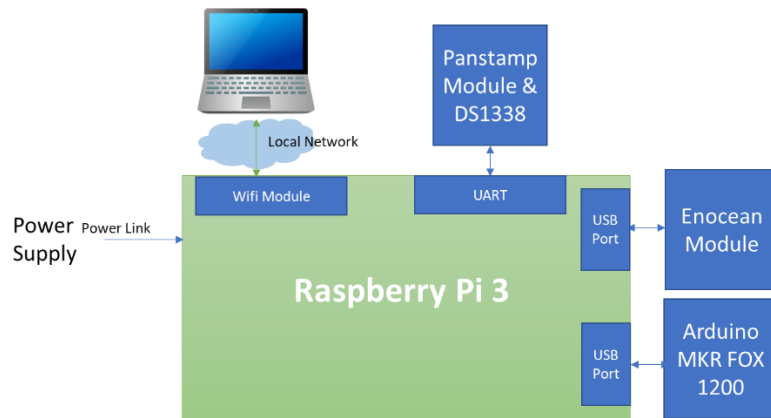 Panstamp
Module &
DS1338
Local Network
Wifi Module
UART
USB
Port
Enocean
Module
Power
Supply
Power Link
Raspberry Pi 3
USB
Port
Arduino
MKR FOX
1200